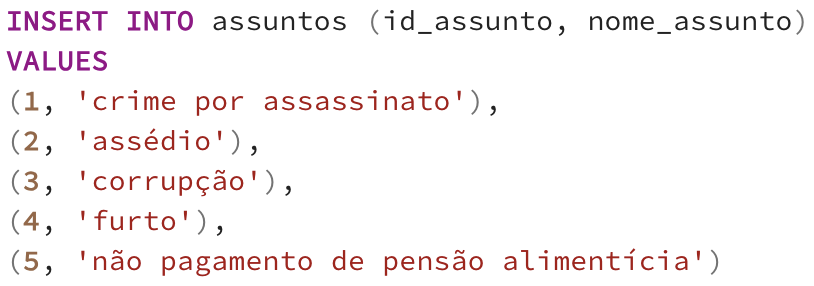 INSERT INTO assuntos (id_assunto, nome_assunto)
VALUES
(1, 'crime por assassinato'),
(2, 'assédio'),
(3, 'corrupção'),
(4, 'furto'),
(5, 'não pagamento de pensão alimentícia')